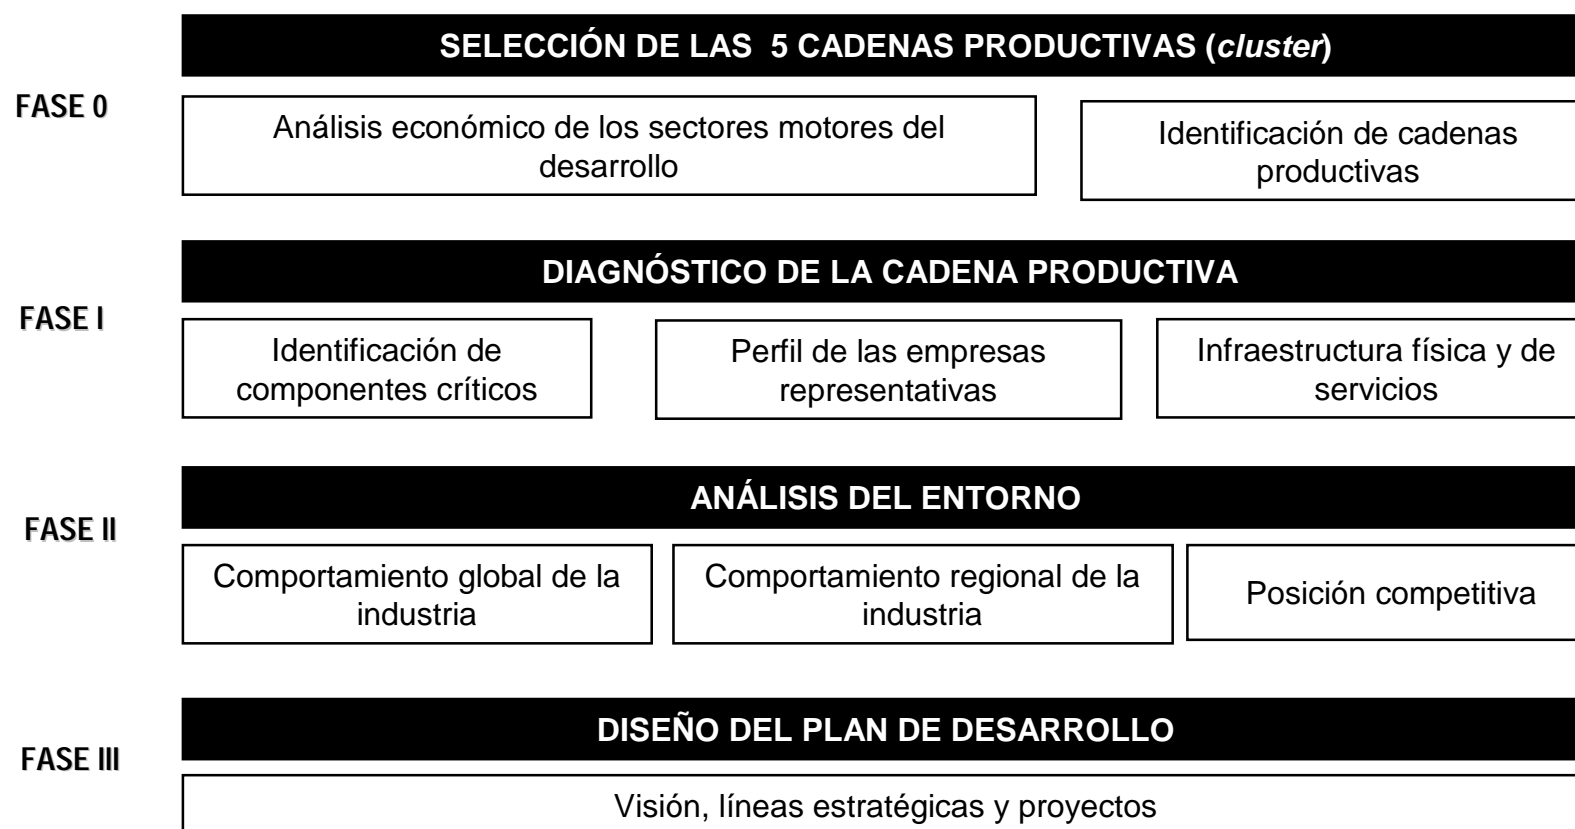 SELECCIÓN DE LAS 5 CADENAS PRODUCTIVAS (cluster)
FASE 0
Análisis económico de los sectores motores del
desarrollo
Identificación de cadenas
productivas
DIAGNÓSTICO DE LA CADENA PRODUCTIVA
FASE I
Identificación de
componentes críticos
Perfil de las empresas
representativas
Infraestructura física y de
servicios
ANÁLISIS DEL ENTORNO
FASE II
Comportamiento global de la
industria
Comportamiento regional de la
industria
Posición competitiva
DISEÑO DEL PLAN DE DESARROLLO
FASE III
Visión, líneas estratégicas y proyectos